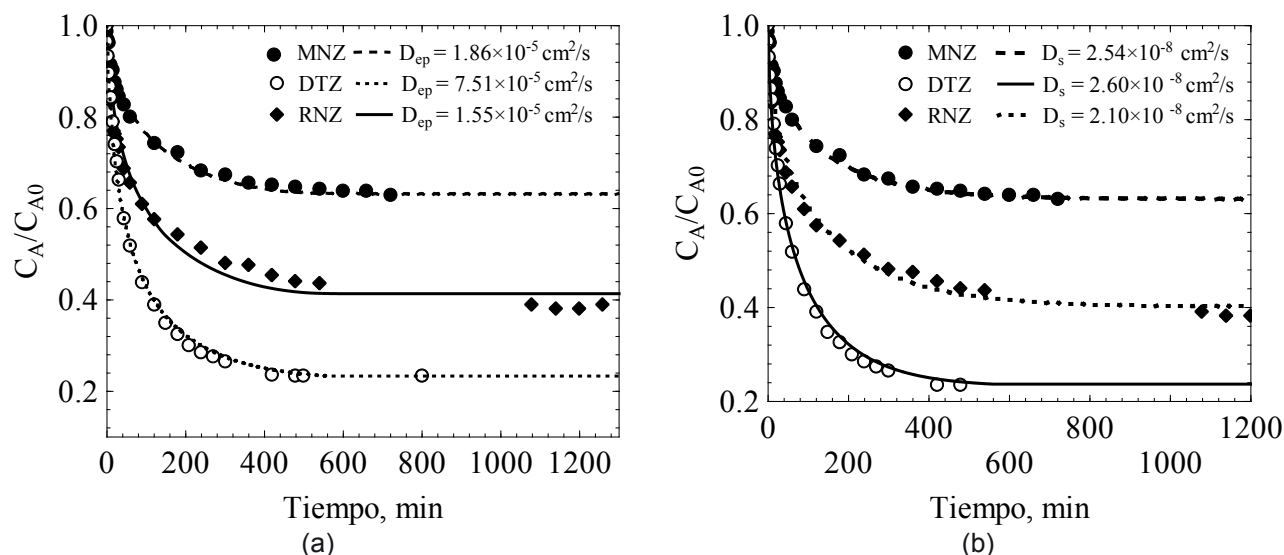 1.0
0.8
0.6
0.4
0.2
C_A/C_A0
MNZ D_ep = 1.86×10⁻⁵ cm²/s
DTZ D_ep = 7.51×10⁻⁵ cm²/s
RNZ D_ep = 1.55×10⁻⁵ cm²/s
0 200 400 600 800 1000 1200
Tiempo, min
(a)
1.0
0.8
0.6
0.4
0.2
C_A/C_A0
MNZ D_s = 2.54×10⁻⁸ cm²/s
DTZ D_s = 2.60×10⁻⁸ cm²/s
RNZ D_s = 2.10×10⁻⁸ cm²/s
0 400 800 1200
200 600 1000
Tiempo, min
(b)